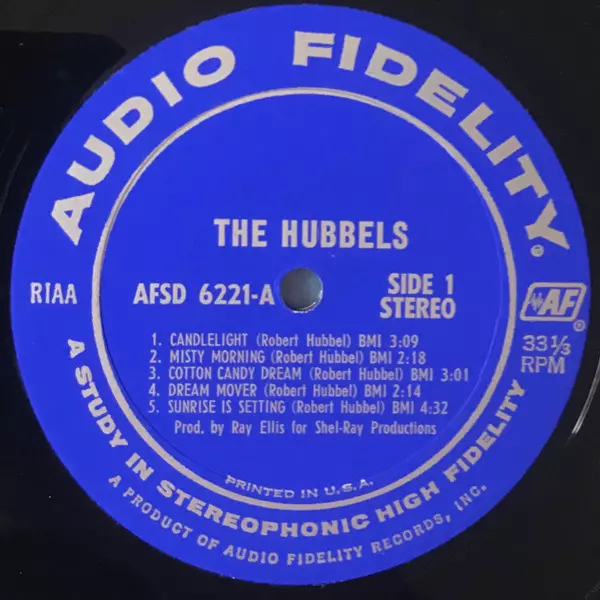 AUDIO FIDELITY®
THE HUBBELS
RIAA
AFSD 6221-A
SIDE 1
STEREO
AF®
33⅓
RPM
1. CANDLELIGHT (Robert Hubbel) BMI 3:09
2. MISTY MORNING (Robert Hubbel) BMI 2:18
3. COTTON CANDY DREAM (Robert Hubbel) BMI 3:01
4. DREAM MOVER (Robert Hubbel) BMI 2:14
5. SUNRISE IS SETTING (Robert Hubbel) BMI 4:32
Prod. by Ray Ellis for Shel-Ray Productions
PRINTED IN U.S.A.
A STUDY IN STEREOPHONIC HIGH FIDELITY
A PRODUCT OF AUDIO FIDELITY RECORDS, INC.